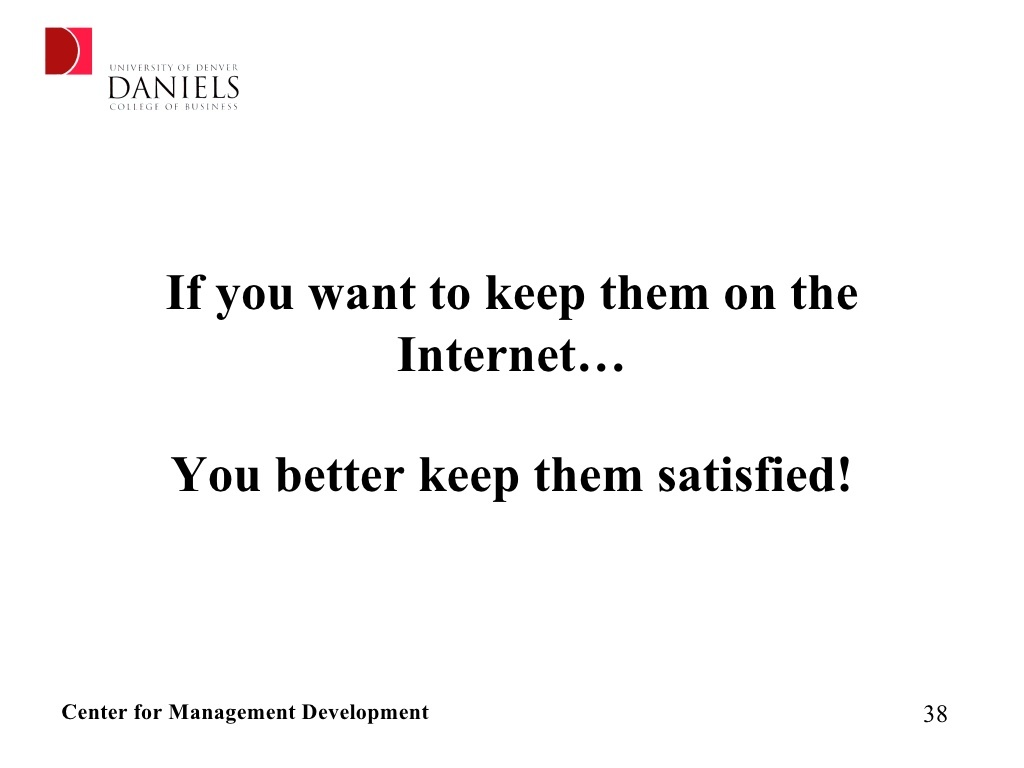 UNIVERSITY OF DENVER
DANIELS
COLLEGE OF BUSINESS
If you want to keep them on the
Internet…
You better keep them satisfied!
Center for Management Development
38